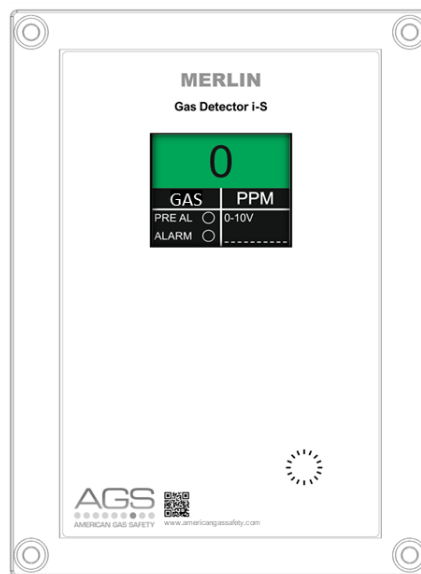 MERLIN
Gas Detector i-S
0
GAS PPM
PRE AL 0-10V
ALARM
AGS
AMERICAN GAS SAFETY
www.americangassafety.com